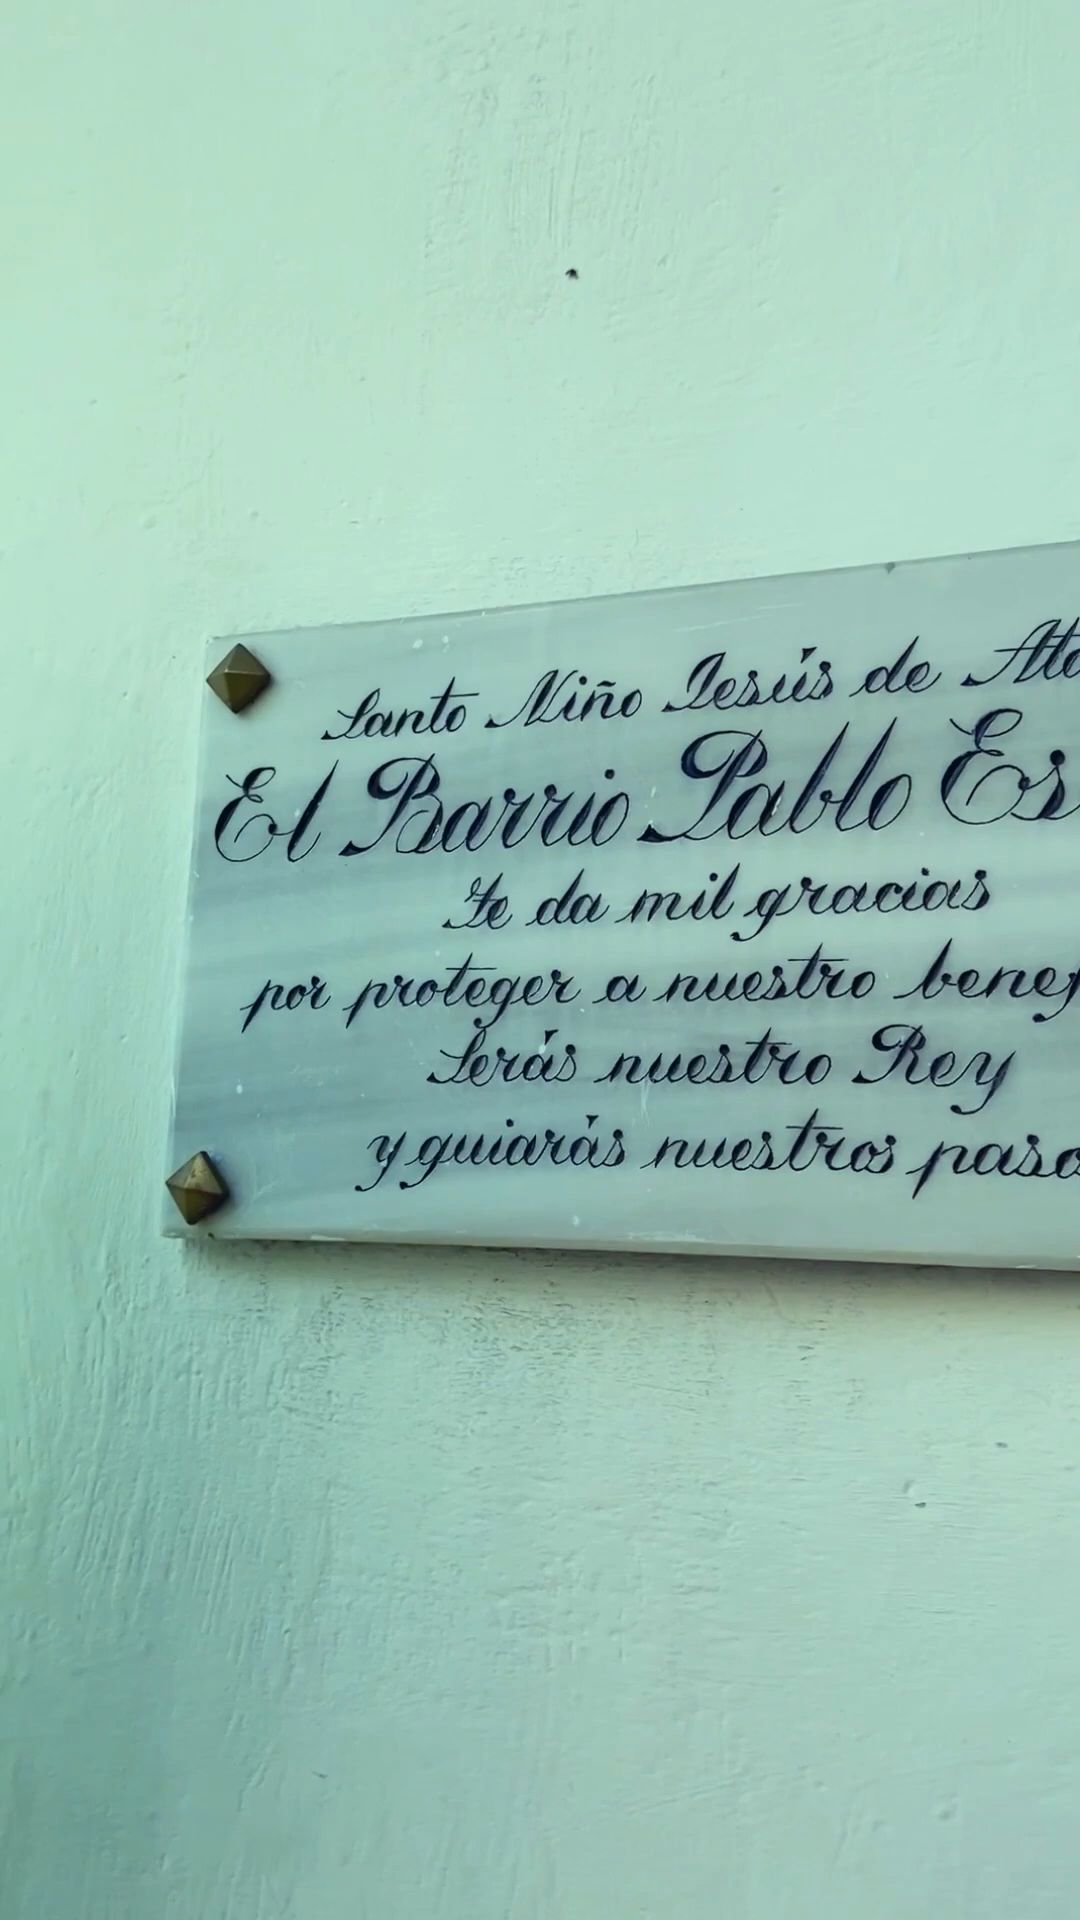 Santo Niño Jesús de Ato
El Barrio Pablo Es
te da mil gracias
por proteger a nuestro benef
Serás nuestro Rey
y guiarás nuestros paso